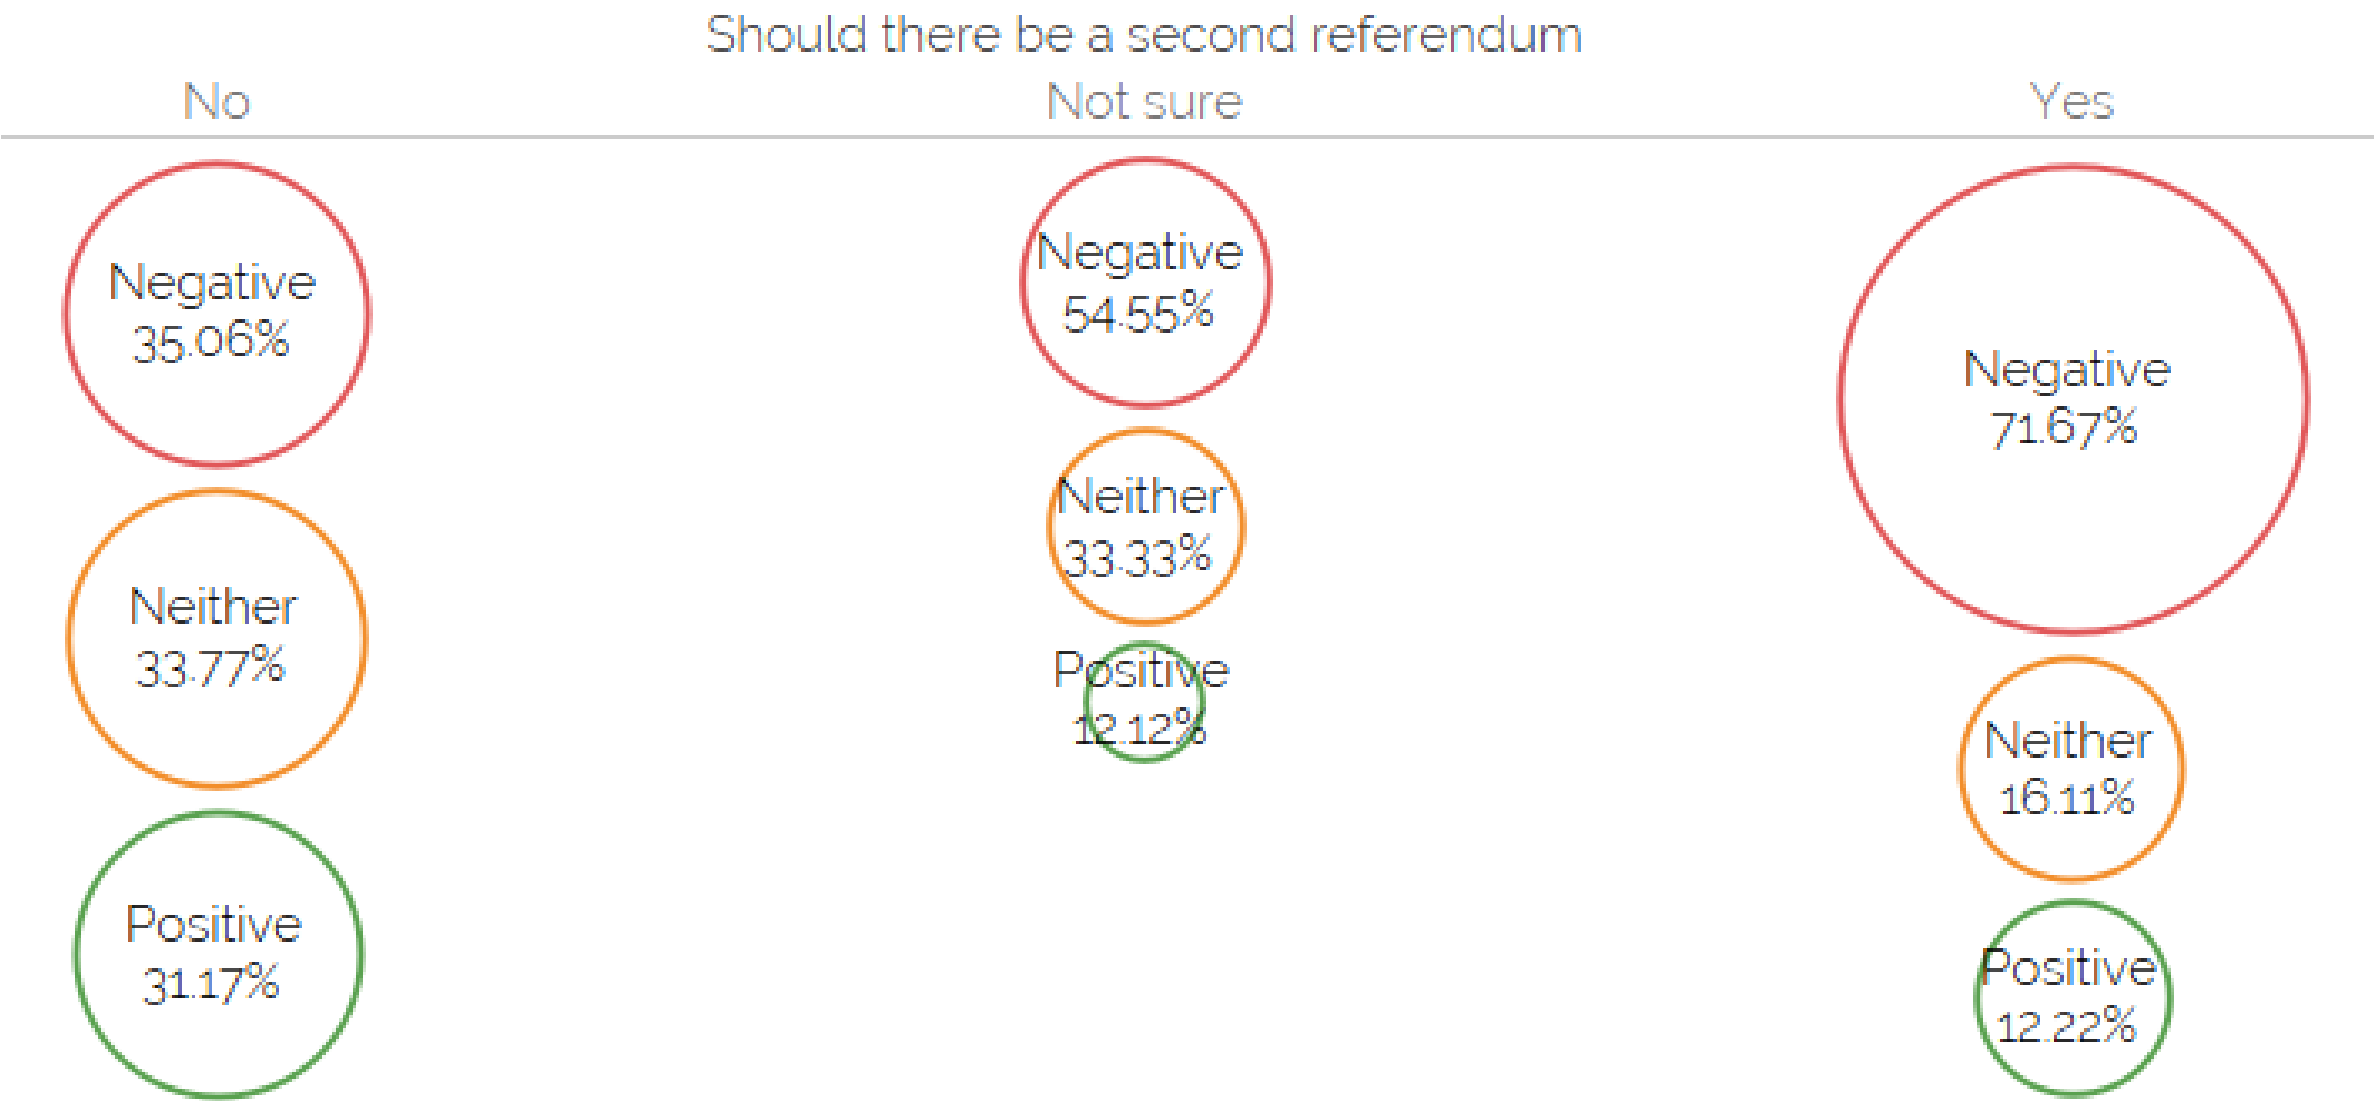 Should there be a second referendum
No Not sure Yes
Negative
35.06%
Neither
33.77%
Positive
31.17%
Negative
54.55%
Neither
33.33%
Positive
12.12%
Negative
71.67%
Neither
16.11%
Positive
12.22%